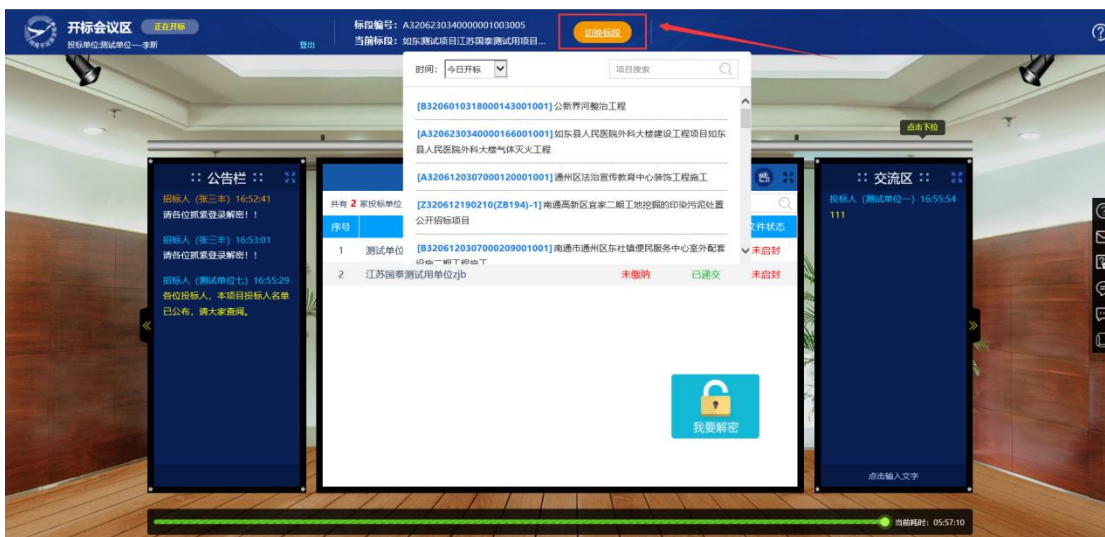 开标会议区 正在开标
投标单位:测试单位一-李斯 登出
标段编号：A3206230340000001003005
当前标段：如东测试项目江苏国泰测试用项目...
切换标段
时间： 今日开标 项目搜索
[B3206010318000143001001]公新界河整治工程
[A3206230340000166001001]如东县人民医院外科大楼建设工程项目如东
县人民医院外科大楼气体灭火工程
[A3206120307000120001001]通州区法治宣传教育中心装饰工程施工
[Z320612190210(ZB194)-1]南通高新区宜家二期工地挖掘的印染污泥处置
公开招标项目
[B3206120307000209001001]南通市通州区东社镇便民服务中心室外配套
设施二期工程施工
点击下拉
:: 公告栏 ::
招标人（张三丰）16:52:41
请各位抓紧登录解密！！
招标人（张三丰）16:53:01
请各位抓紧登录解密！！
招标人（测试单位七）16:55:29
各位投标人，本项目投标人名单
已公布，请大家查阅。
共有 2 家投标单位
序号 文件状态
1 测试单位 未启封
2 江苏国泰测试用单位zjb 未缴纳 已递交 未启封
我要解密
:: 交流区 ::
投标人（测试单位一）16:55:54
111
点击输入文字
当前耗时：05:57:10